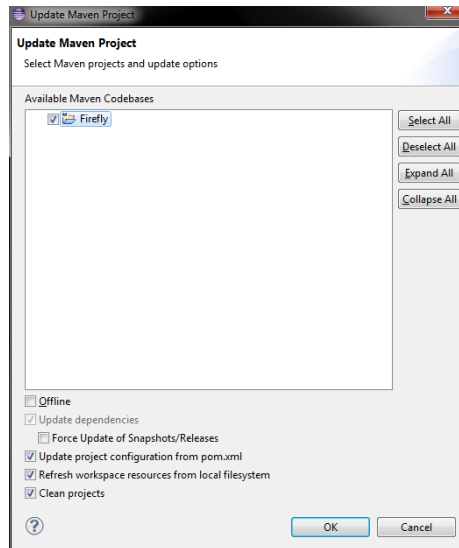 Update Maven Project
Update Maven Project
Select Maven projects and update options
Available Maven Codebases
Firefly
Select All
Deselect All
Expand All
Collapse All
Offline
Update dependencies
Force Update of Snapshots/Releases
Update project configuration from pom.xml
Refresh workspace resources from local filesystem
Clean projects
?
OK
Cancel